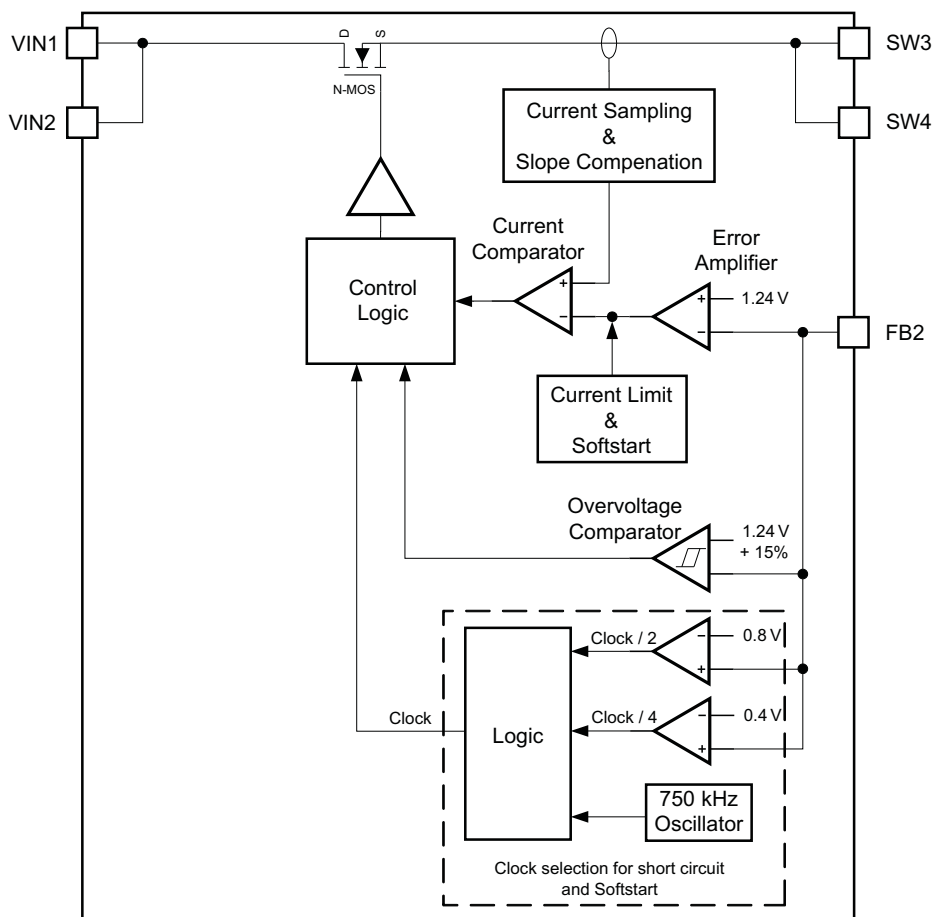 VIN1
D
S
SW3
N-MOS
VIN2
SW4
Current Sampling
&
Slope Compenation
Current
Comparator
Error
Amplifier
Control
Logic
+
−
+
1.24 V
−
FB2
Current Limit
&
Softstart
Overvoltage
Comparator
1.24 V
+ 15%
Clock / 2
−
0.8 V
+
Clock / 4
−
0.4 V
+
Clock
Logic
750 kHz
Oscillator
Clock selection for short circuit
and Softstart